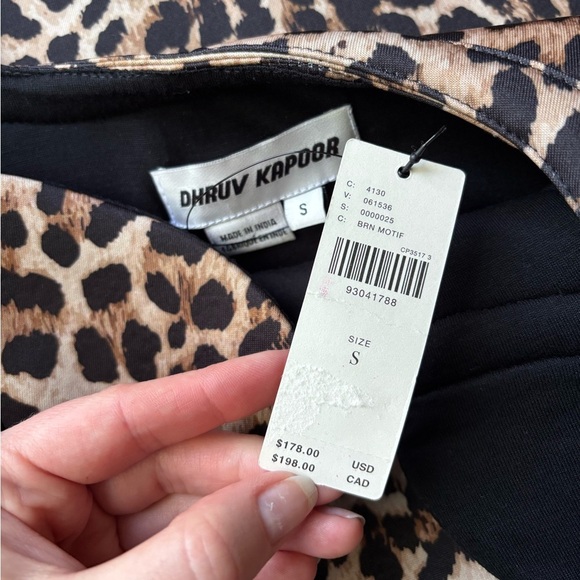 DHRUV KAPOOR
S
MADE IN INDIA
C: 4130
V: 061536
S: 0000025
C: BRN MOTIF
CP3517 3
93041788
SIZE
S
$178.00 USD
$198.00 CAD